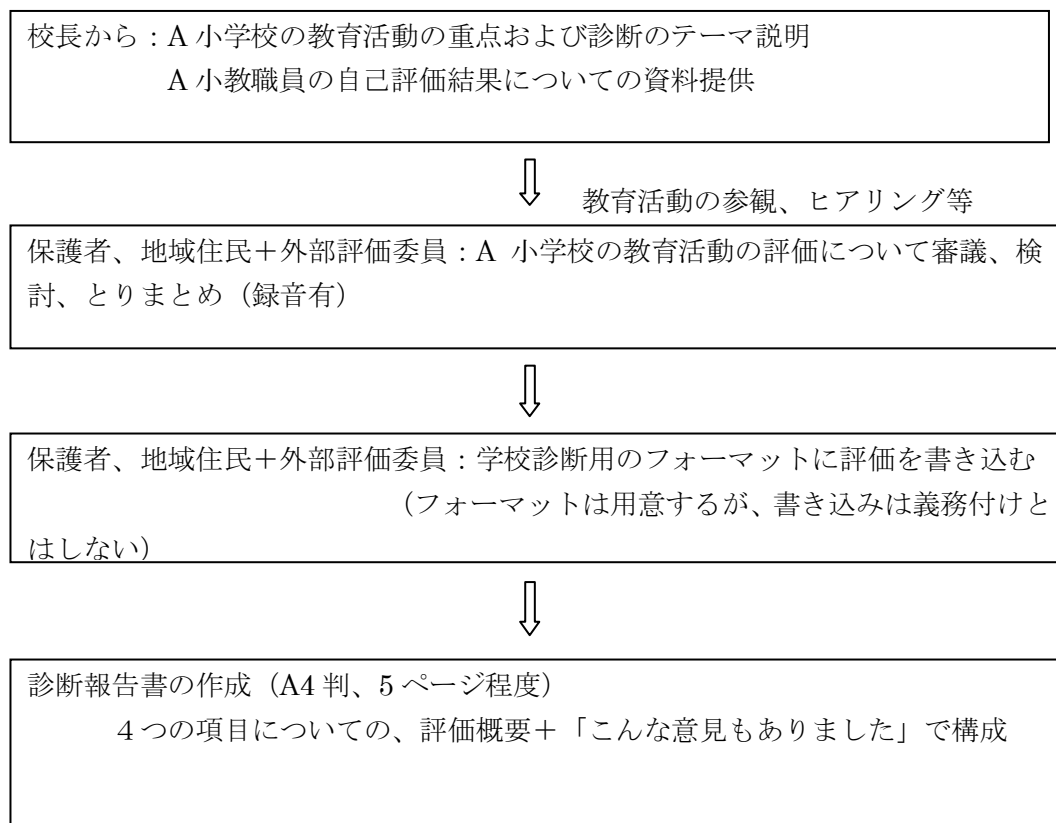 校長から：A 小学校の教育活動の重点および診断のテーマ説明
A 小教職員の自己評価結果についての資料提供
教育活動の参観、ヒアリング等
保護者、地域住民＋外部評価委員：A 小学校の教育活動の評価について審議、検
討、とりまとめ（録音有）
保護者、地域住民＋外部評価委員：学校診断用のフォーマットに評価を書き込む
（フォーマットは用意するが、書き込みは義務付けと
はしない）
診断報告書の作成（A4 判、5 ページ程度）
４つの項目についての、評価概要＋「こんな意見もありました」で構成